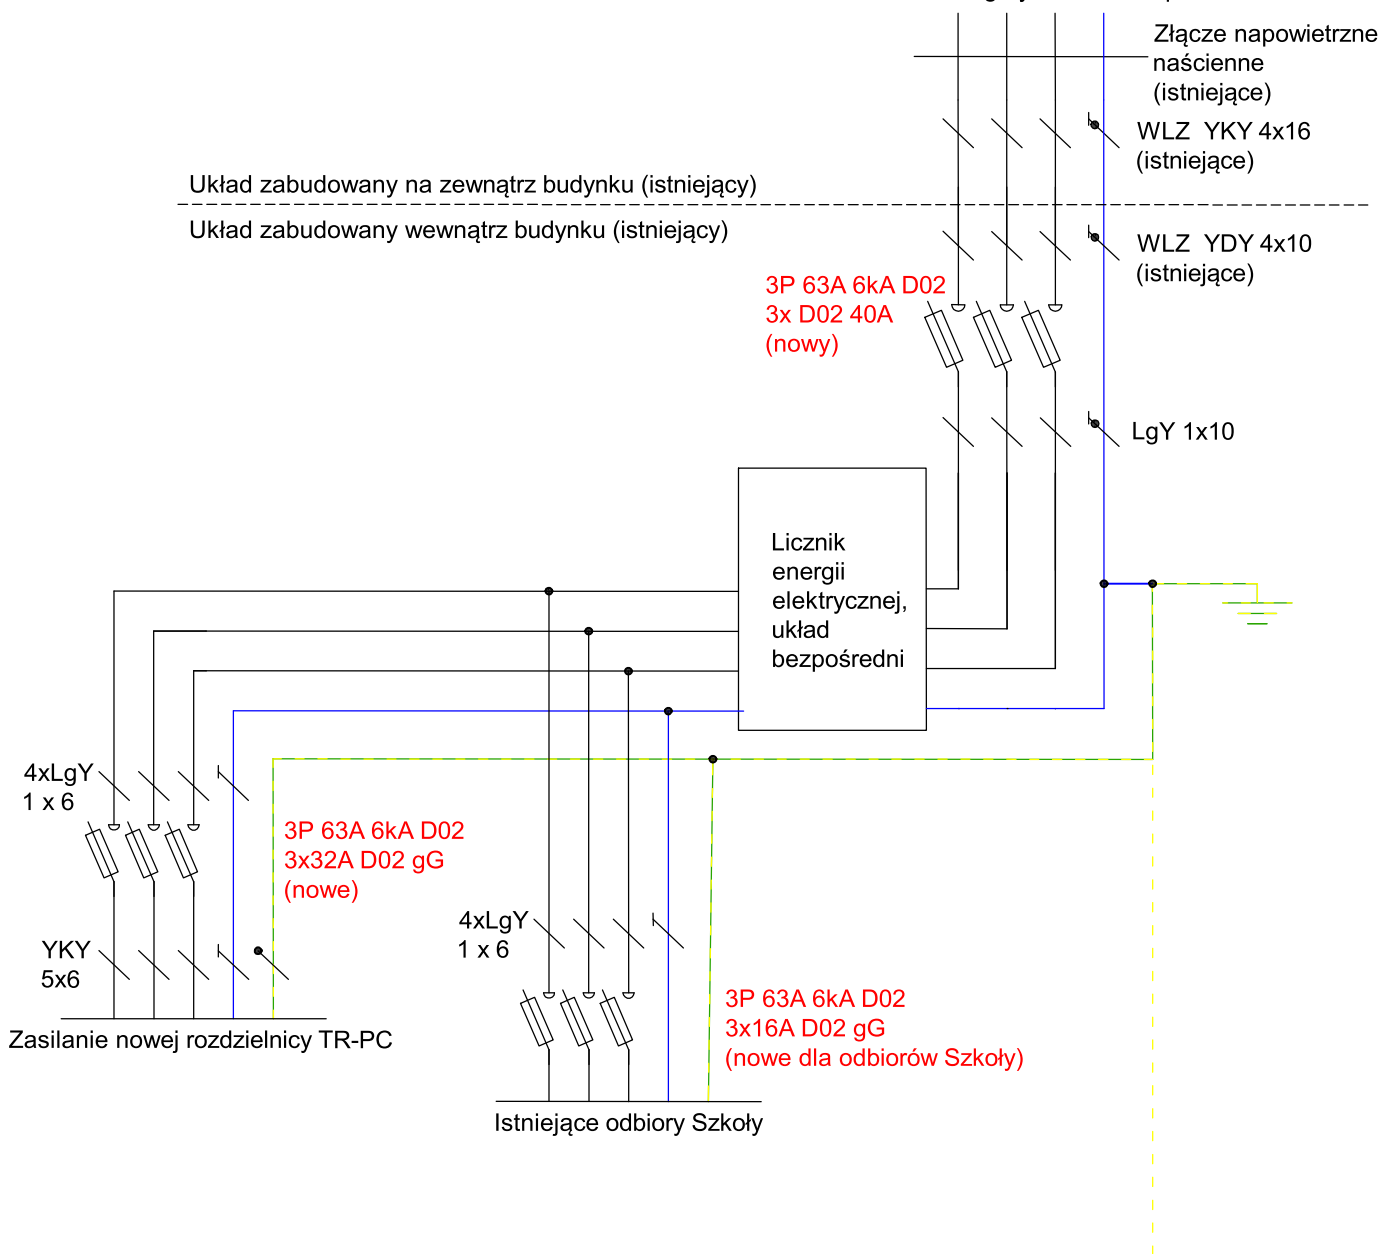 Złącze napowietrzne
naścienne
(istniejące)
WLZ YKY 4x16
(istniejące)
Układ zabudowany na zewnątrz budynku (istniejący)
Układ zabudowany wewnątrz budynku (istniejący)
WLZ YDY 4x10
(istniejące)
3P 63A 6kA D02
3x D02 40A
(nowy)
LgY 1x10
Licznik
energii
elektrycznej,
układ
bezpośredni
4xLgY
1 x 6
3P 63A 6kA D02
3x32A D02 gG
(nowe)
YKY
5x6
4xLgY
1 x 6
3P 63A 6kA D02
3x16A D02 gG
(nowe dla odbiorów Szkoły)
Zasilanie nowej rozdzielnicy TR-PC
Istniejące odbiory Szkoły